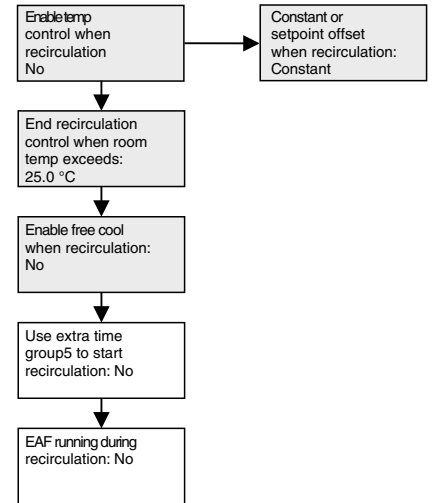 Enable temp
control when
recirculation
No
Constant or
setpoint offset
when recirculation:
Constant
End recirculation
control when room
temp exceeds:
25.0 °C
Enable free cool
when recirculation:
No
Use extra time
group5 to start
recirculation: No
EAF running during
recirculation: No